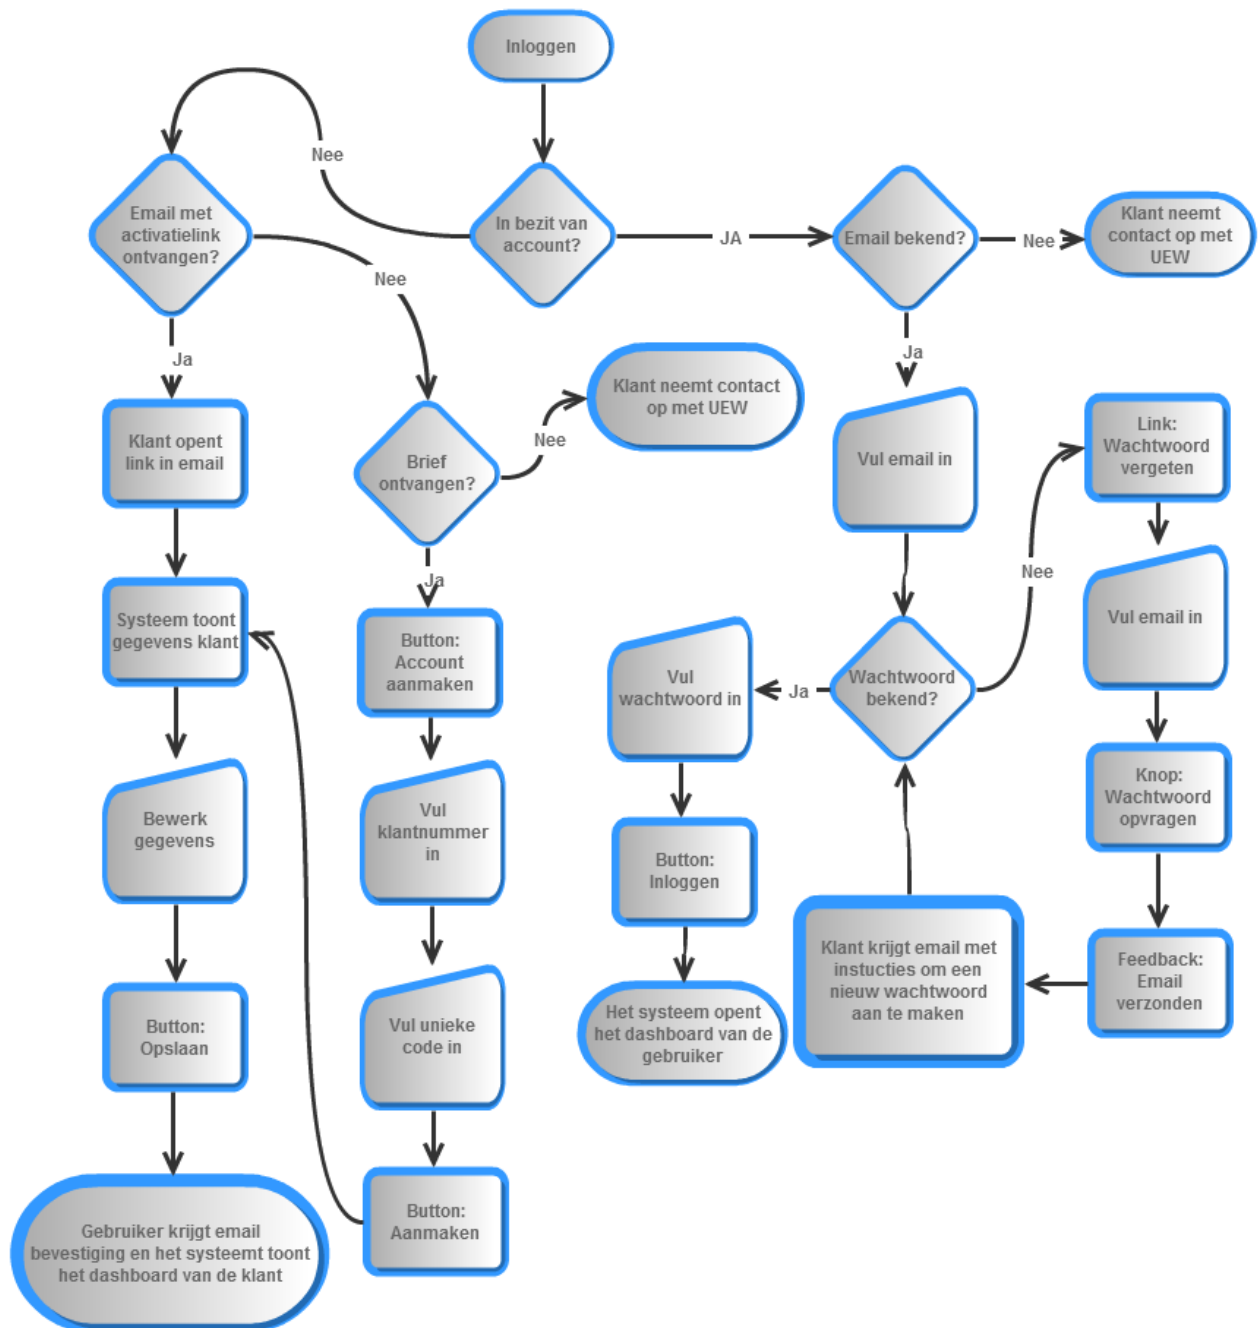 Inloggen
Nee
Email met
activatielink
ontvangen?
In bezit van
account?
JA
Email bekend?
Nee
Klant neemt
contact op met
UEW
Nee
Ja
Ja
Klant neemt contact
op met UEW
Nee
Klant opent
link in email
Brief
ontvangen?
Vul email in
Link:
Wachtwoord
vergeten
Nee
Ja
Systeem toont
gegevens klant
Button:
Account
aanmaken
Vul
wachtwoord in
Ja
Wachtwoord
bekend?
Vul email in
Bewerk
gegevens
Vul
klantnummer
in
Button:
Inloggen
Knop:
Wachtwoord
opvragen
Klant krijgt email met
instucties om een
nieuw wachtwoord
aan te maken
Feedback:
Email
verzonden
Button:
Opslaan
Vul unieke
code in
Het systeem opent
het dashboard van de
gebruiker
Button:
Aanmaken
Gebruiker krijgt email
bevestiging en het systeemt toont
het dashboard van de klant